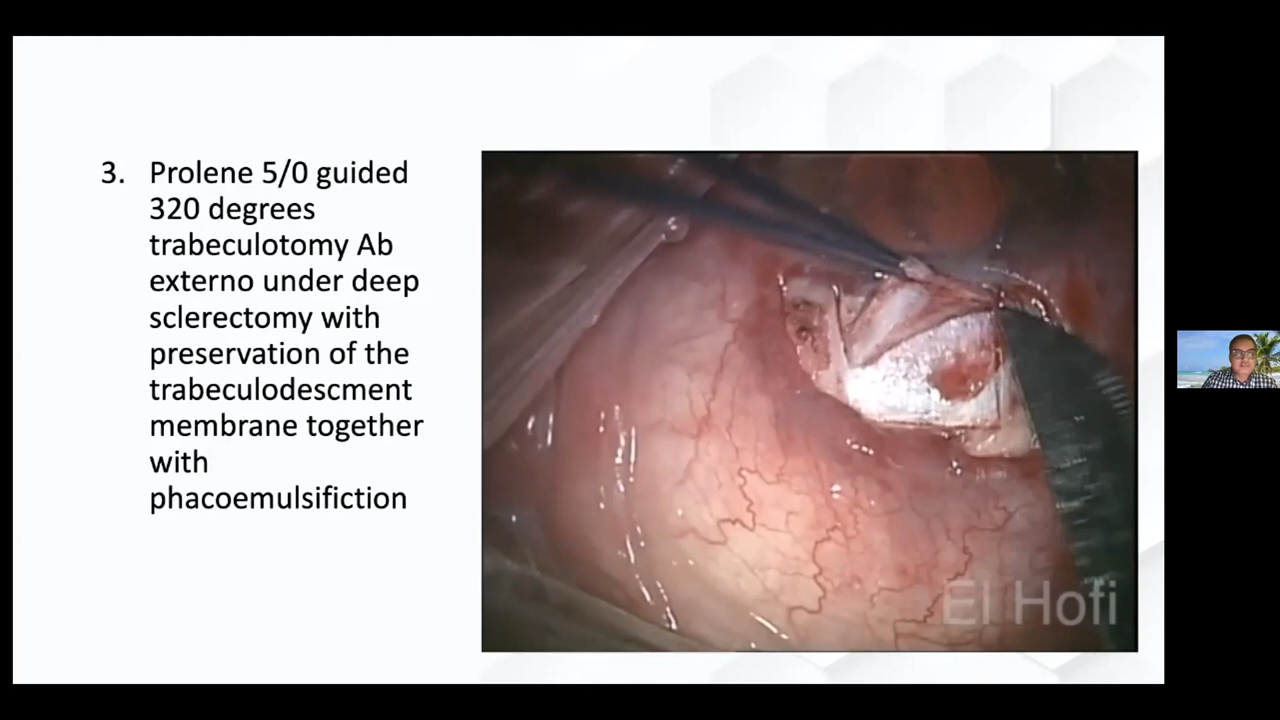 3. Prolene 5/0 guided
320 degrees
trabeculotomy Ab
externo under deep
sclerectomy with
preservation of the
trabeculodescment
membrane together
with
phacoemulsifiction
El Hofi